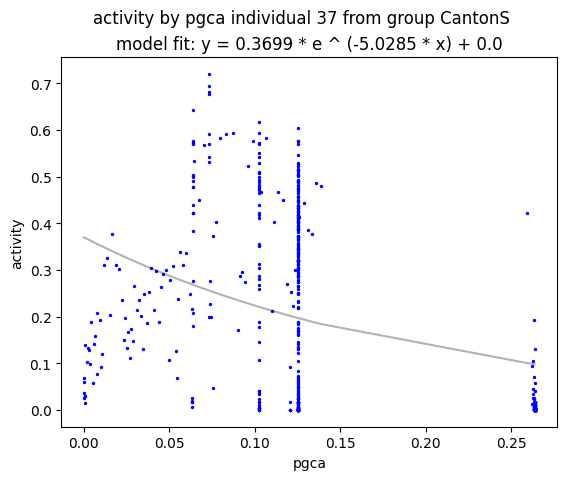 activity by pgca individual 37 from group CantonS
model fit: y = 0.3699 * e ^ (-5.0285 * x) + 0.0
0.7
0.6
0.5
0.4
0.3
0.2
0.1
0.0
activity
0.00 0.05 0.10 0.15 0.20 0.25
pgca